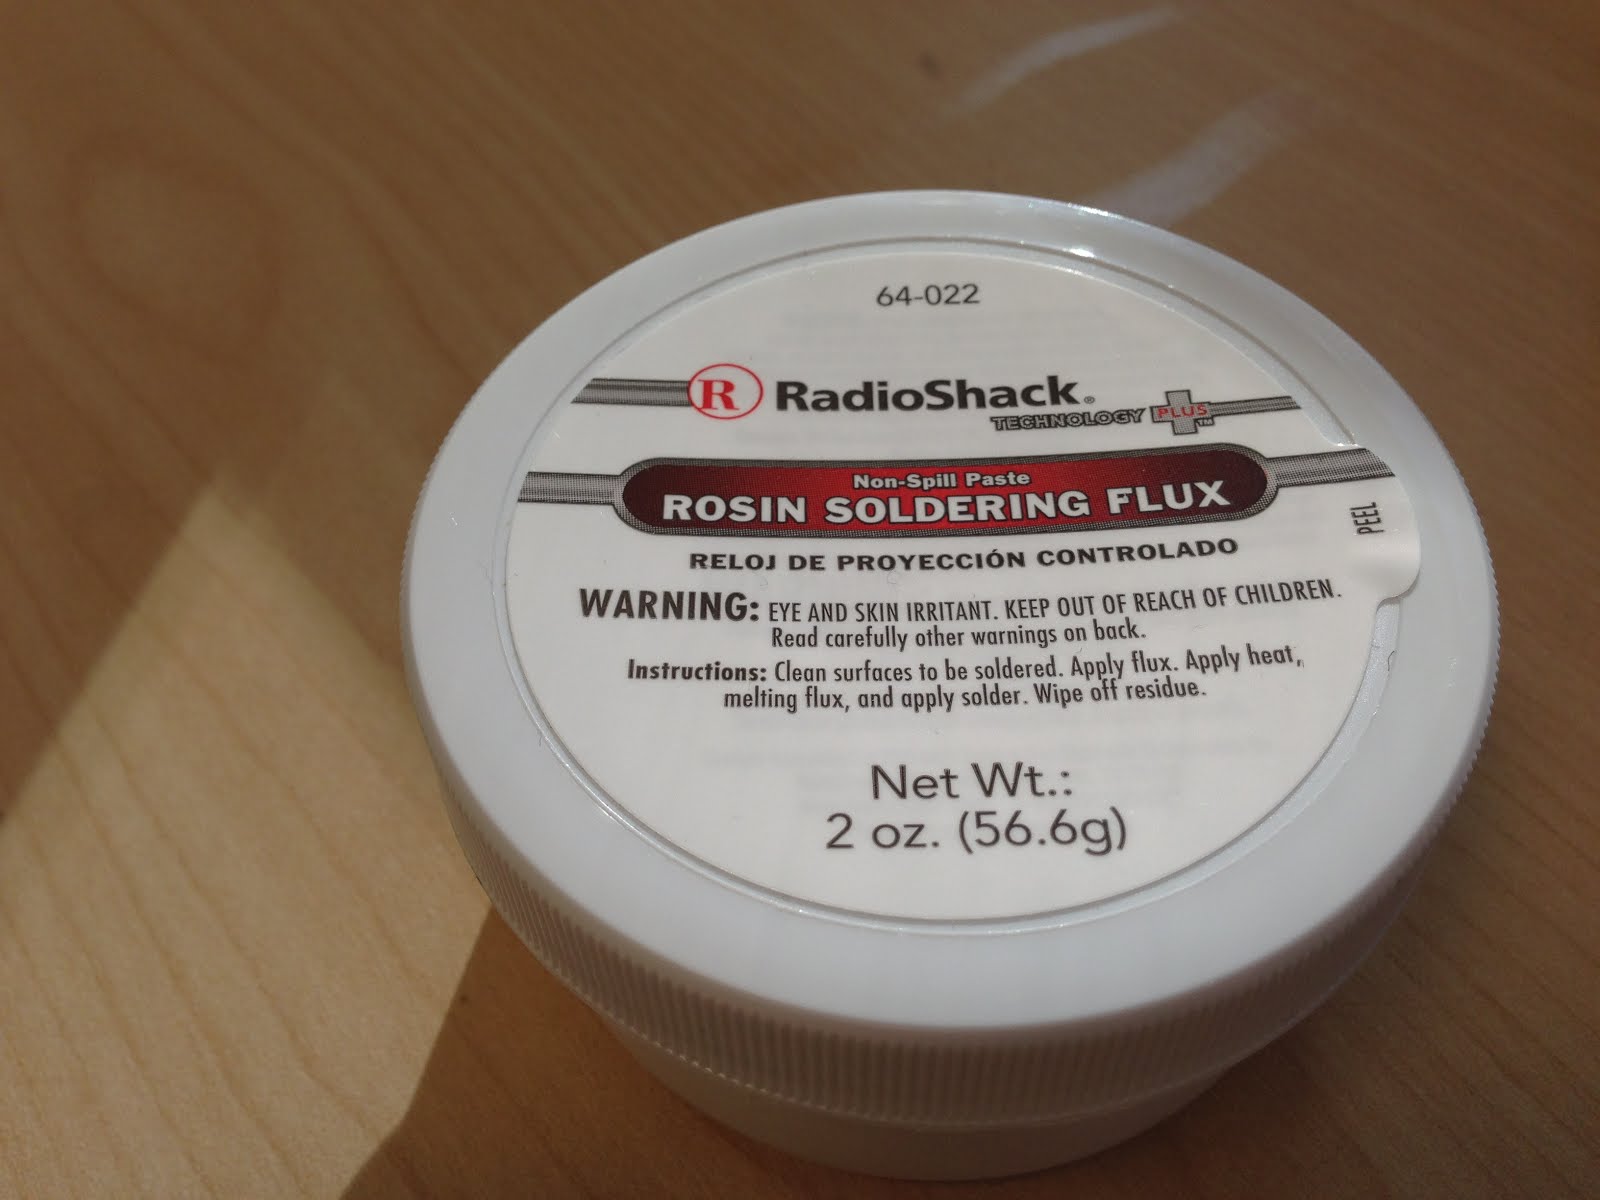 64-022
R RadioShack®
TECHNOLOGY PLUS™
Non-Spill Paste
ROSIN SOLDERING FLUX
PEEL
RELOJ DE PROYECCIÓN CONTROLADO
WARNING: EYE AND SKIN IRRITANT. KEEP OUT OF REACH OF CHILDREN.
Read carefully other warnings on back.
Instructions: Clean surfaces to be soldered. Apply flux. Apply heat,
melting flux, and apply solder. Wipe off residue.
Net Wt.:
2 oz. (56.6g)